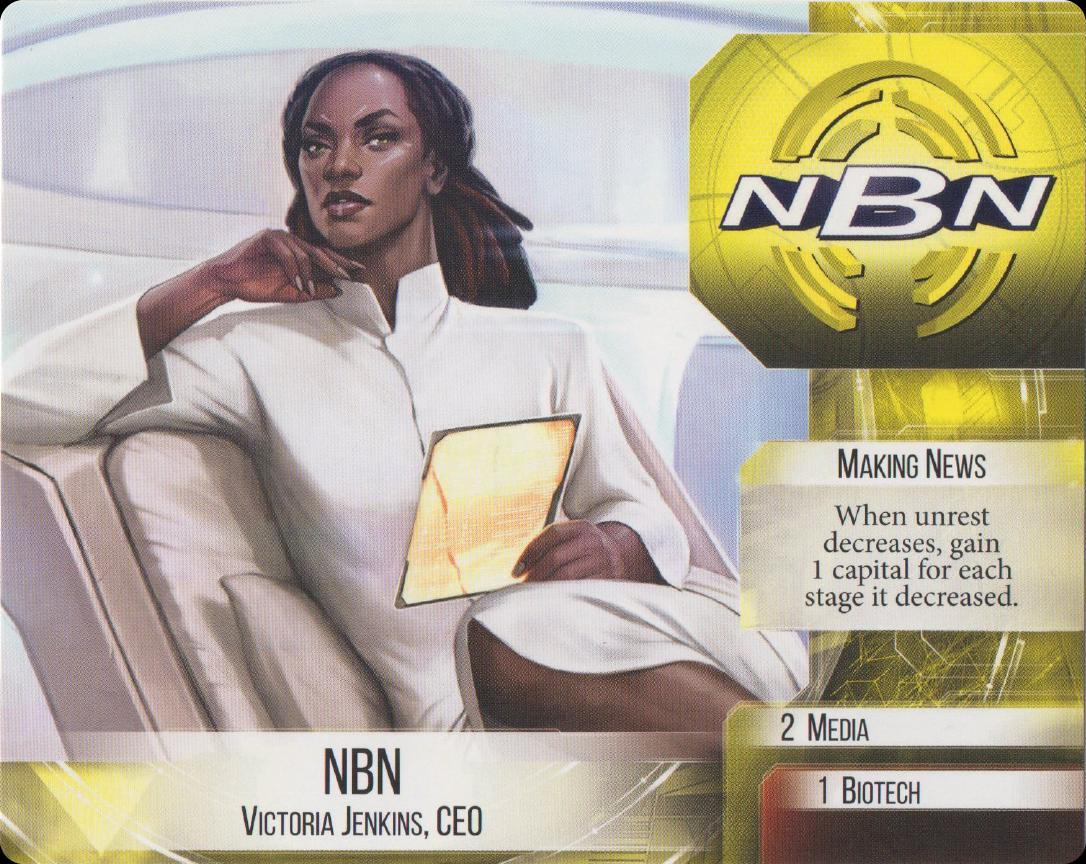 NBN
MAKING NEWS
When unrest
decreases, gain
1 capital for each
stage it decreased.
2 MEDIA
1 BIOTECH
NBN
VICTORIA JENKINS, CEO